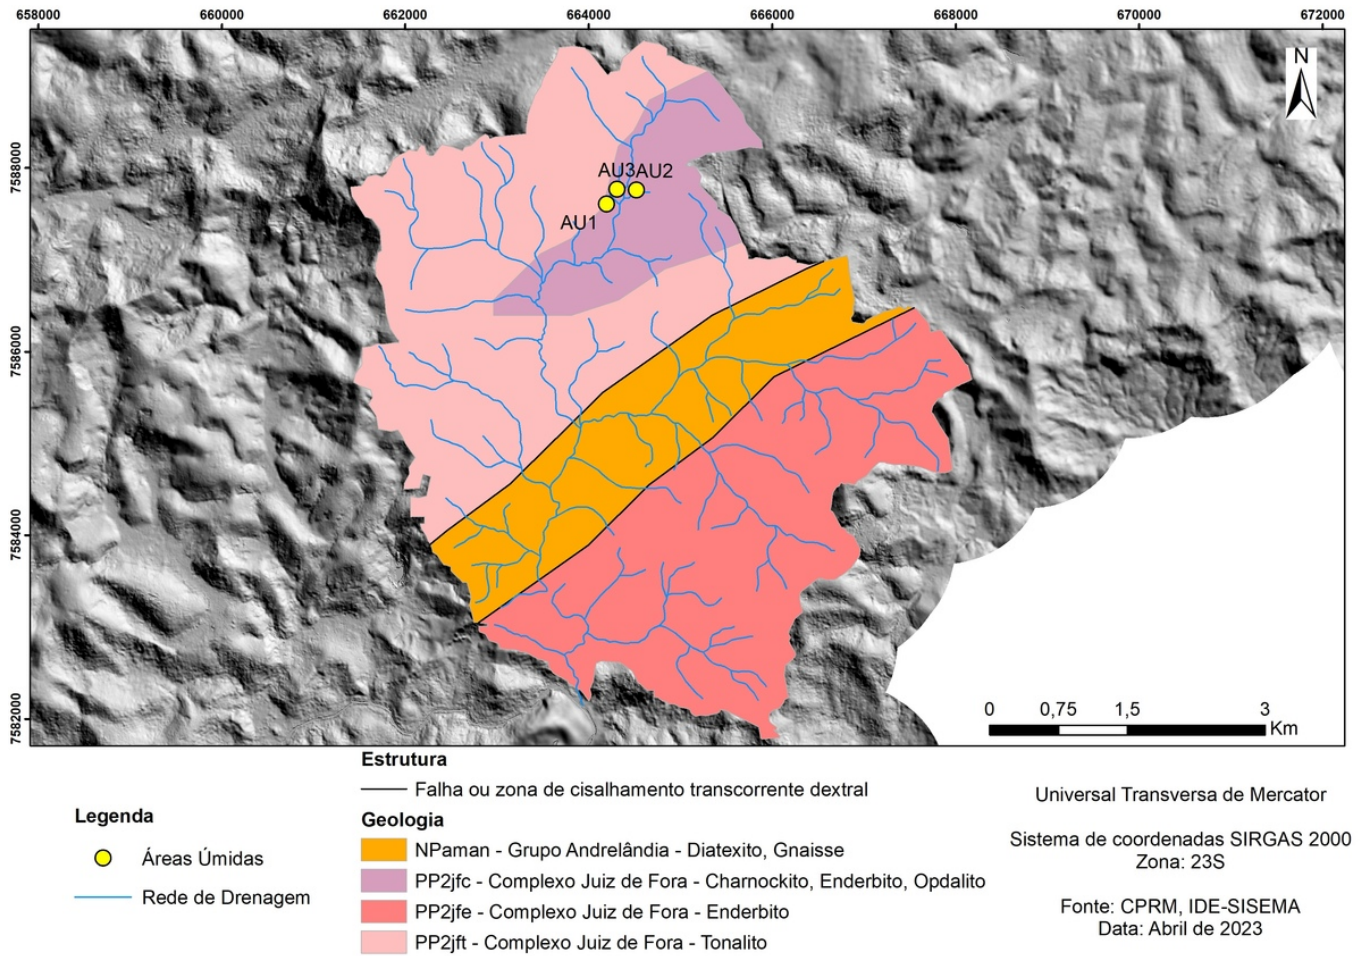 658000 660000 662000 664000 666000 668000 670000 672000
N
7588000
AU3 AU2
AU1
7586000
7584000
7582000
0 0,75 1,5 3
Km
Estrutura
Falha ou zona de cisalhamento transcorrente dextral
Legenda
Áreas Úmidas
Rede de Drenagem
Geologia
NPaman - Grupo Andrelândia - Diatexito, Gnaisse
PP2jfc - Complexo Juiz de Fora - Charnockito, Enderbito, Opdalito
PP2jfe - Complexo Juiz de Fora - Enderbito
PP2jft - Complexo Juiz de Fora - Tonalito
Universal Transversa de Mercator
Sistema de coordenadas SIRGAS 2000
Zona: 23S
Fonte: CPRM, IDE-SISEMA
Data: Abril de 2023